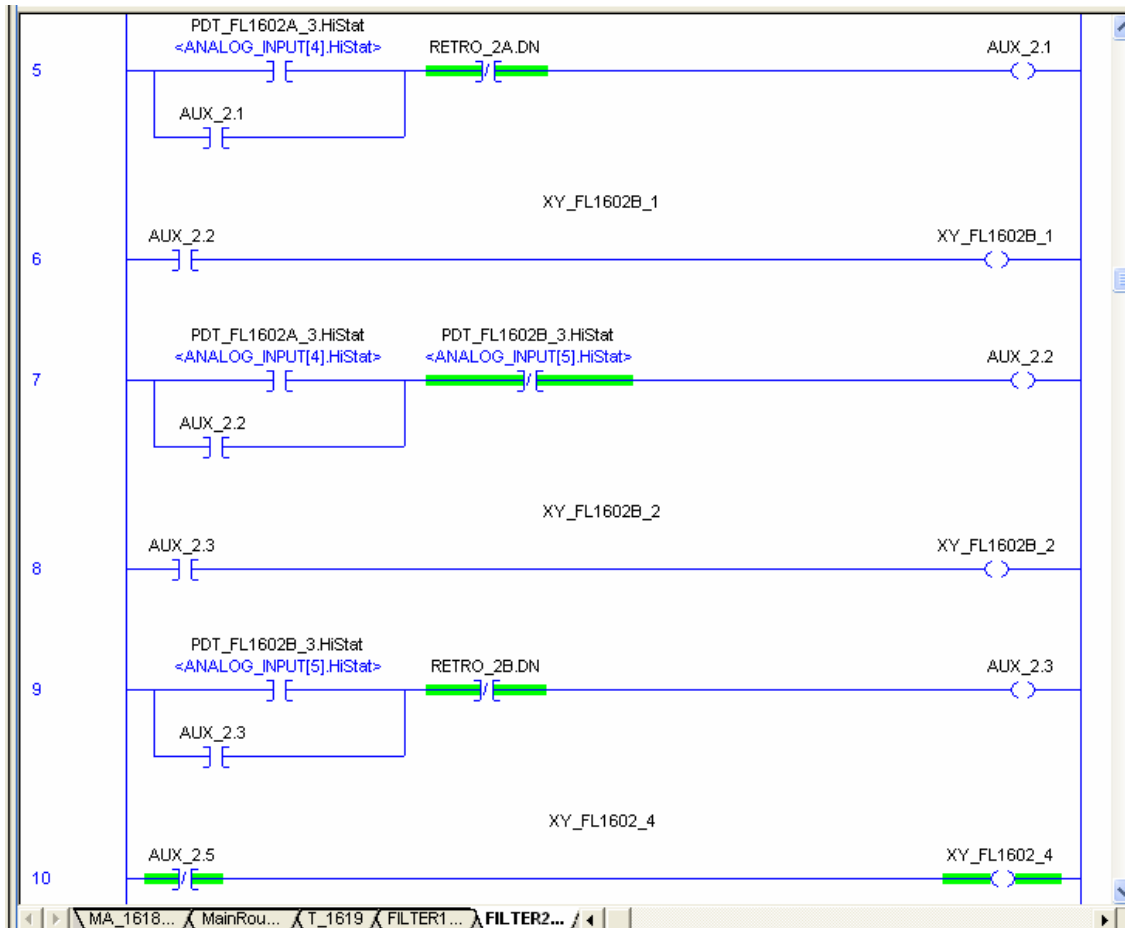 PDT_FL1602A_3.HiStat
<ANALOG_INPUT[4].HiStat> RETRO_2A.DN AUX_2.1
5
AUX_2.1
XY_FL1602B_1
AUX_2.2 XY_FL1602B_1
6
PDT_FL1602A_3.HiStat PDT_FL1602B_3.HiStat
<ANALOG_INPUT[4].HiStat> <ANALOG_INPUT[5].HiStat> AUX_2.2
7
AUX_2.2
XY_FL1602B_2
AUX_2.3 XY_FL1602B_2
8
PDT_FL1602B_3.HiStat
<ANALOG_INPUT[5].HiStat> RETRO_2B.DN AUX_2.3
9
AUX_2.3
XY_FL1602_4
AUX_2.5 XY_FL1602_4
10
MA_1618... MainRou... T_1619 FILTER1... FILTER2...